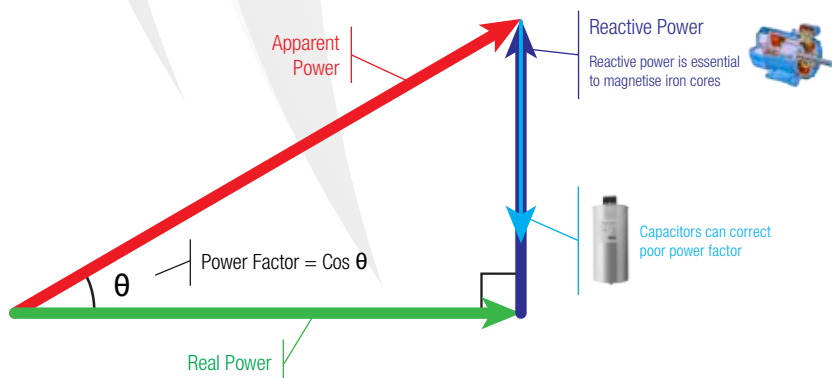 Apparent
Power
Reactive Power
Reactive power is essential
to magnetise iron cores
Capacitors can correct
poor power factor
θ
Power Factor = Cos θ
Real Power